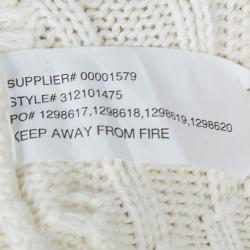 SUPPLIER# 00001579
STYLE# 312101475
PO# 1298617,1298618,1298619,1298620
KEEP AWAY FROM FIRE